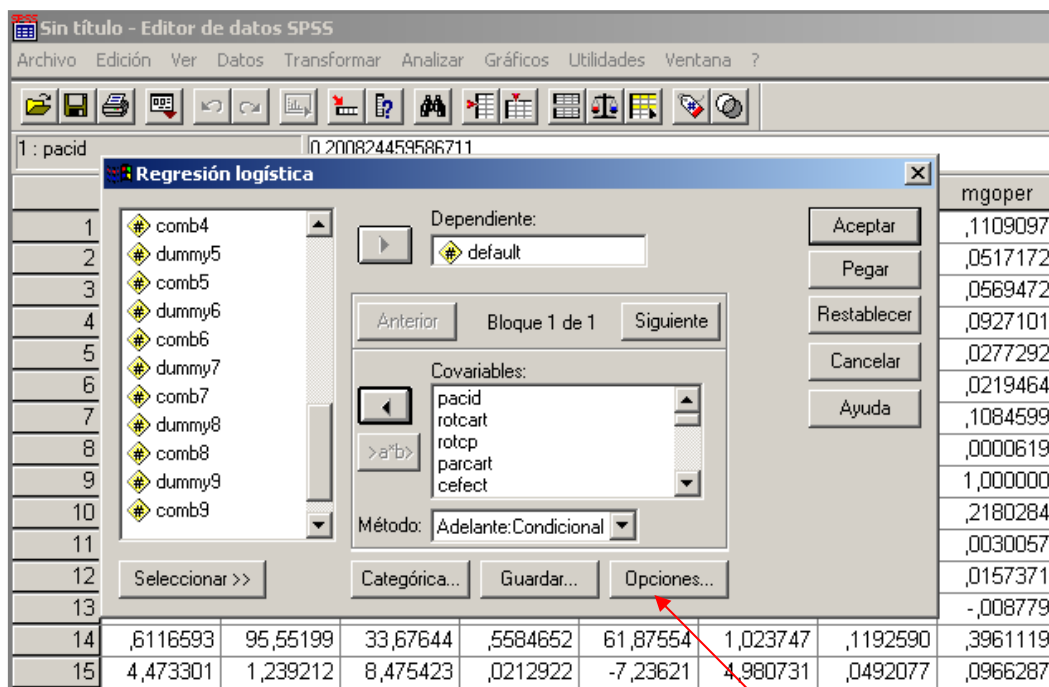 Sin título - Editor de datos SPSS
Archivo Edición Ver Datos Transformar Analizar Gráficos Utilidades Ventana ?
1 : pacid 0.200824459586711
Regresión logística
mgoper
comb4
dummy5
comb5
dummy6
comb6
dummy7
comb7
dummy8
comb8
dummy9
comb9
Seleccionar >>
Dependiente:
default
Anterior Bloque 1 de 1 Siguiente
Covariables:
pacid
rotcart
rotcp
parcart
cefect
>a*b>
Método: Adelante:Condicional
Categórica... Guardar... Opciones...
Aceptar
Pegar
Restablecer
Cancelar
Ayuda
1 ,1109097
2 ,0517172
3 ,0569472
4 ,0927101
5 ,0277292
6 ,0219464
7 ,1084599
8 ,0000619
9 1,000000
10 ,2180284
11 ,0030057
12 ,0157371
13 -,008779
14 ,6116593 95,55199 33,67644 ,5584652 61,87554 1,023747 ,1192590 ,3961119
15 4,473301 1,239212 8,475423 ,0212922 -7,23621 4,980731 ,0492077 ,0966287